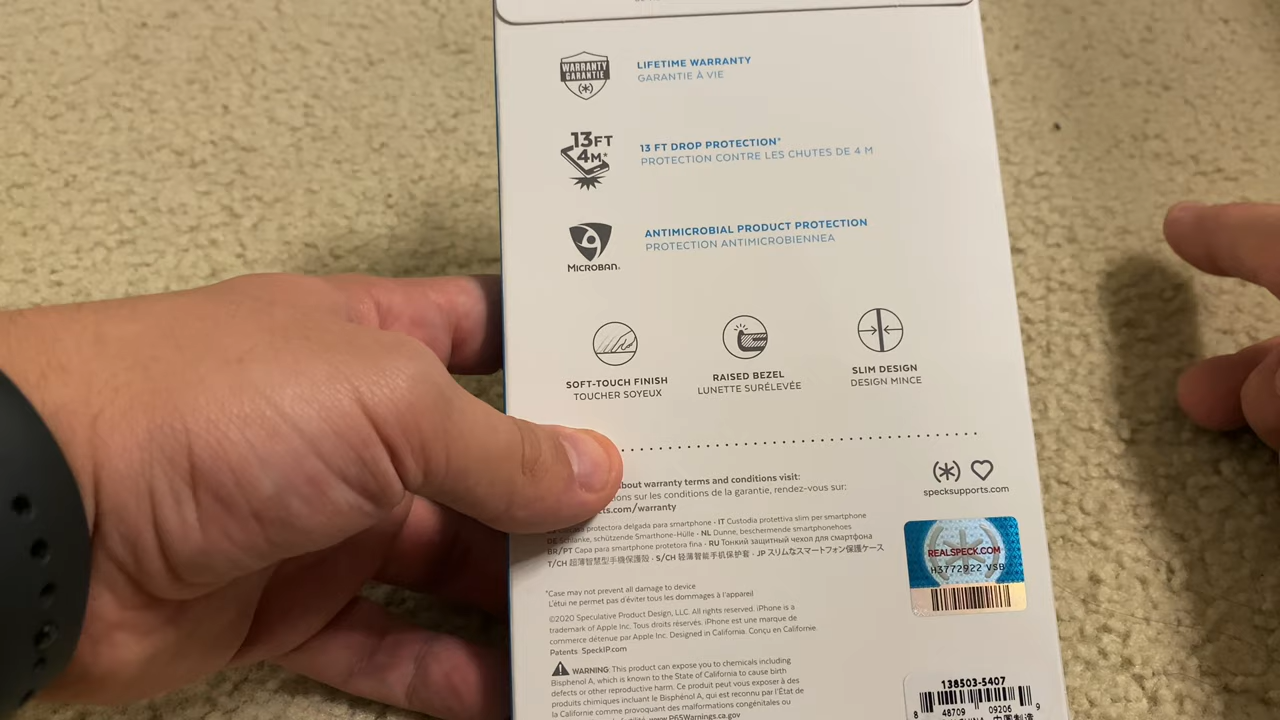 WARRANTY
GARANTIE
LIFETIME WARRANTY
GARANTIE À VIE
13FT
4M*
13 FT DROP PROTECTION*
PROTECTION CONTRE LES CHUTES DE 4 M
MICROBAN®
ANTIMICROBIAL PRODUCT PROTECTION
PROTECTION ANTIMICROBIENNEA
SOFT-TOUCH FINISH
TOUCHER SOYEUX
RAISED BEZEL
LUNETTE SURÉLEVÉE
SLIM DESIGN
DESIGN MINCE
about warranty terms and conditions visit:
ons sur les conditions de la garantie, rendez-vous sur:
cts.com/warranty
protectora delgada para smartphone • IT Custodia protettiva slim per smartphone
DE Schlanke, schützende Smarthone-Hülle • NL Dunne, beschermende smartphonehoes
BR/PT Capa para smartphone protetora fina • RU Тонкий защитный чехол для смартфона
T/CH 超薄智慧型手機保護殼 • S/CH 轻薄智能手机保护套 • JP スリムなスマートフォン保護ケース
specksupports.com
REALSPECK.COM
H3772922 VSB
*Case may not prevent all damage to device
L'étui ne permet pas d'éviter tous les dommages à l'appareil
©2020 Speculative Product Design, LLC. All rights reserved. iPhone is a
trademark of Apple Inc. Tous droits réservés. iPhone est une marque de
commerce détenue par Apple Inc. Designed in California. Conçu en Californie.
Patents: SpeckIP.com
WARNING: This product can expose you to chemicals including
Bisphenol A, which is known to the State of California to cause birth
defects or other reproductive harm. Ce produit peut vous exposer à des
produits chimiques incluant le Bisphénol A, qui est reconnu par l'État de
la Californie comme provoquant des malformations congénitales ou
www.P65Warnings.ca.gov
138503-5407
8 48709 09206 9